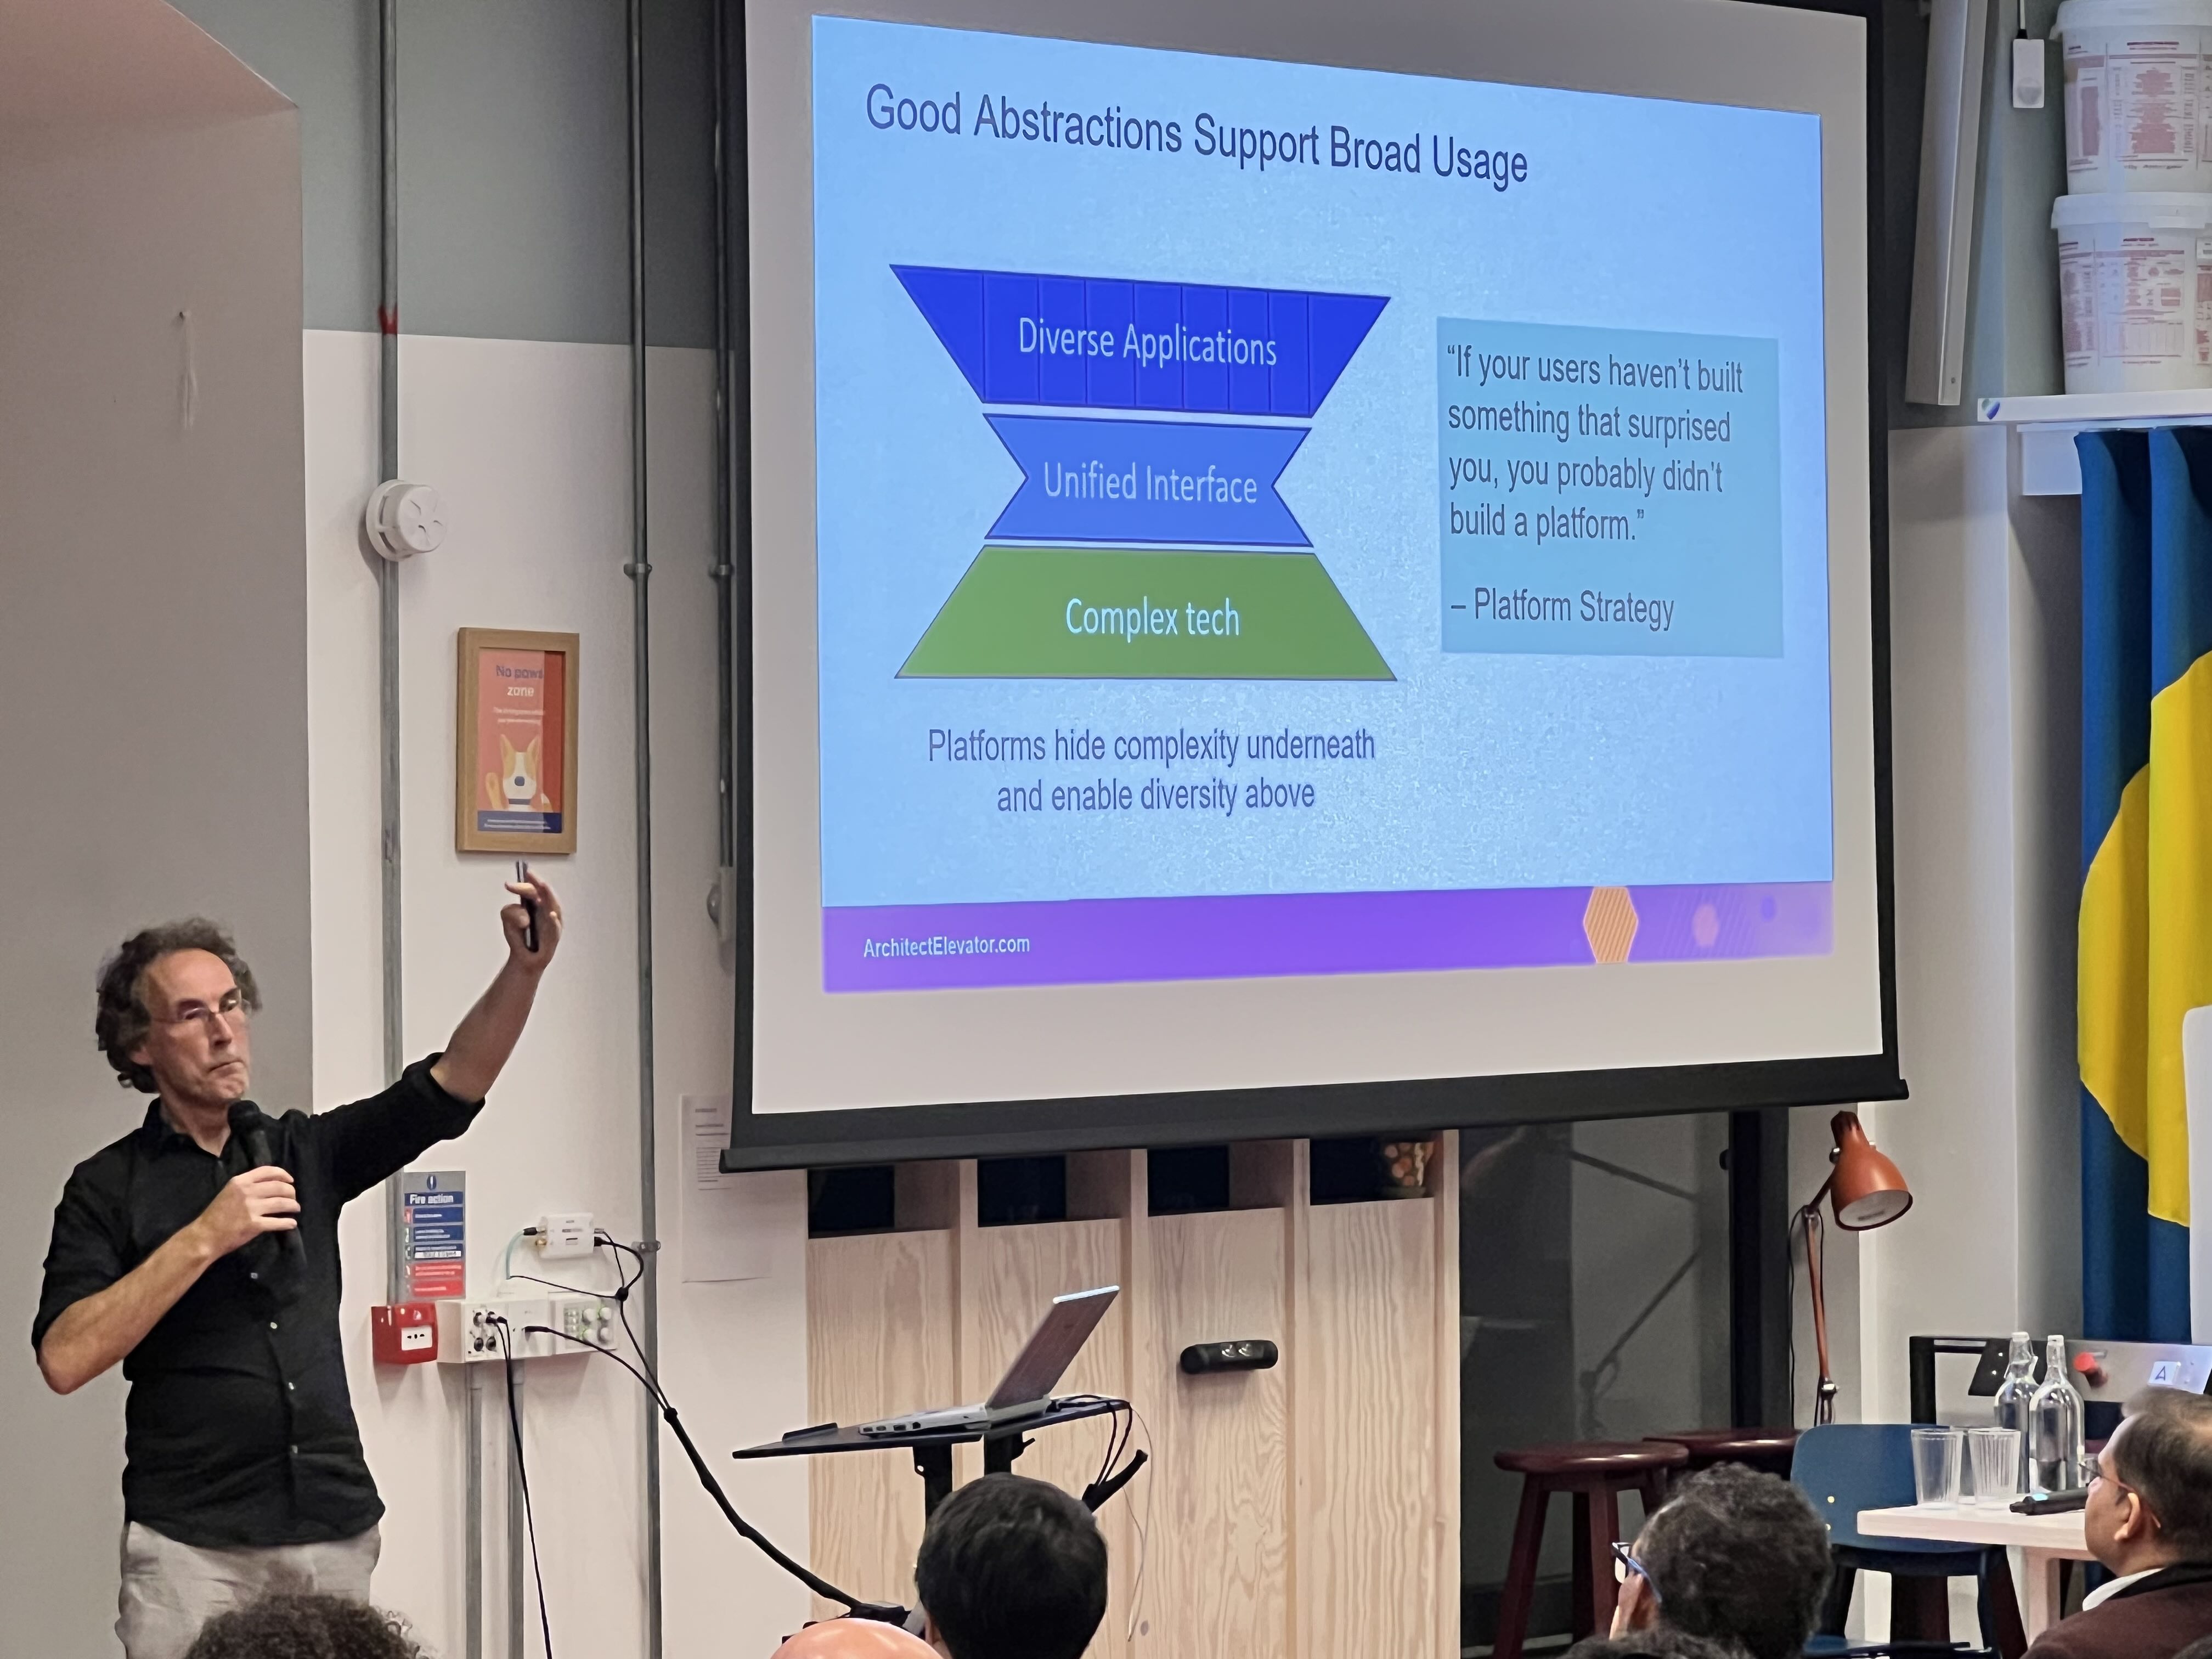 Good Abstractions Support Broad Usage
Diverse Applications
Unified Interface
Complex tech
Platforms hide complexity underneath
and enable diversity above
“If your users haven’t built
something that surprised
you, you probably didn’t
build a platform.”
– Platform Strategy
ArchitectElevator.com
No paws
zone
Fire action